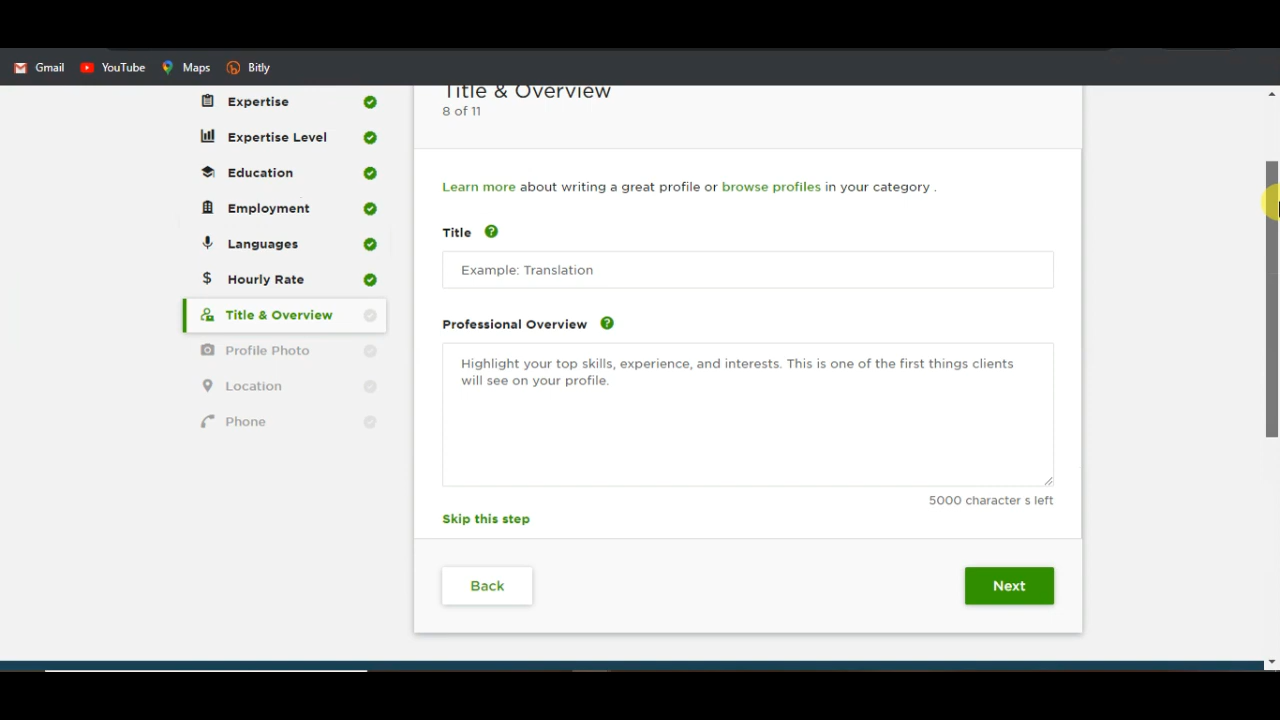 Gmail
YouTube
Maps
Bitly
Expertise
Expertise Level
Education
Employment
Languages
Hourly Rate
Title & Overview
Profile Photo
Location
Phone
Title & Overview
8 of 11
Learn more about writing a great profile or browse profiles in your category .
Title ?
Example: Translation
Professional Overview ?
Highlight your top skills, experience, and interests. This is one of the first things clients
will see on your profile.
5000 character s left
Skip this step
Back
Next